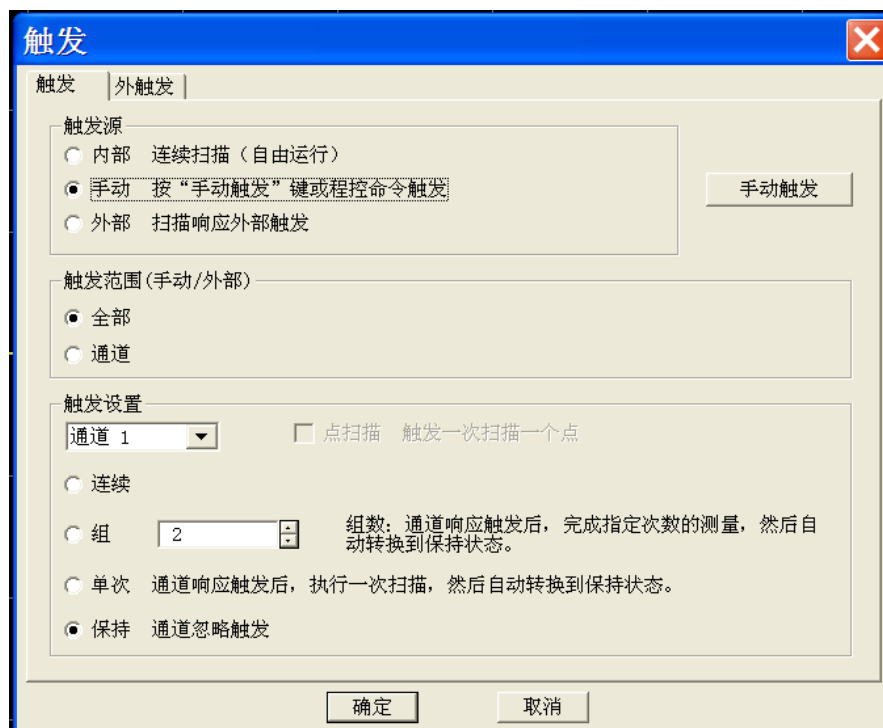 触发
触发 外触发
触发源
内部 连续扫描（自由运行）
手动 按“手动触发”键或程控命令触发
手动触发
外部 扫描响应外部触发
触发范围(手动/外部)
全部
通道
触发设置
通道 1
点扫描 触发一次扫描一个点
连续
组 2 组数：通道响应触发后，完成指定次数的测量，然后自
动转换到保持状态。
单次 通道响应触发后，执行一次扫描，然后自动转换到保持状态。
保持 通道忽略触发
确定 取消